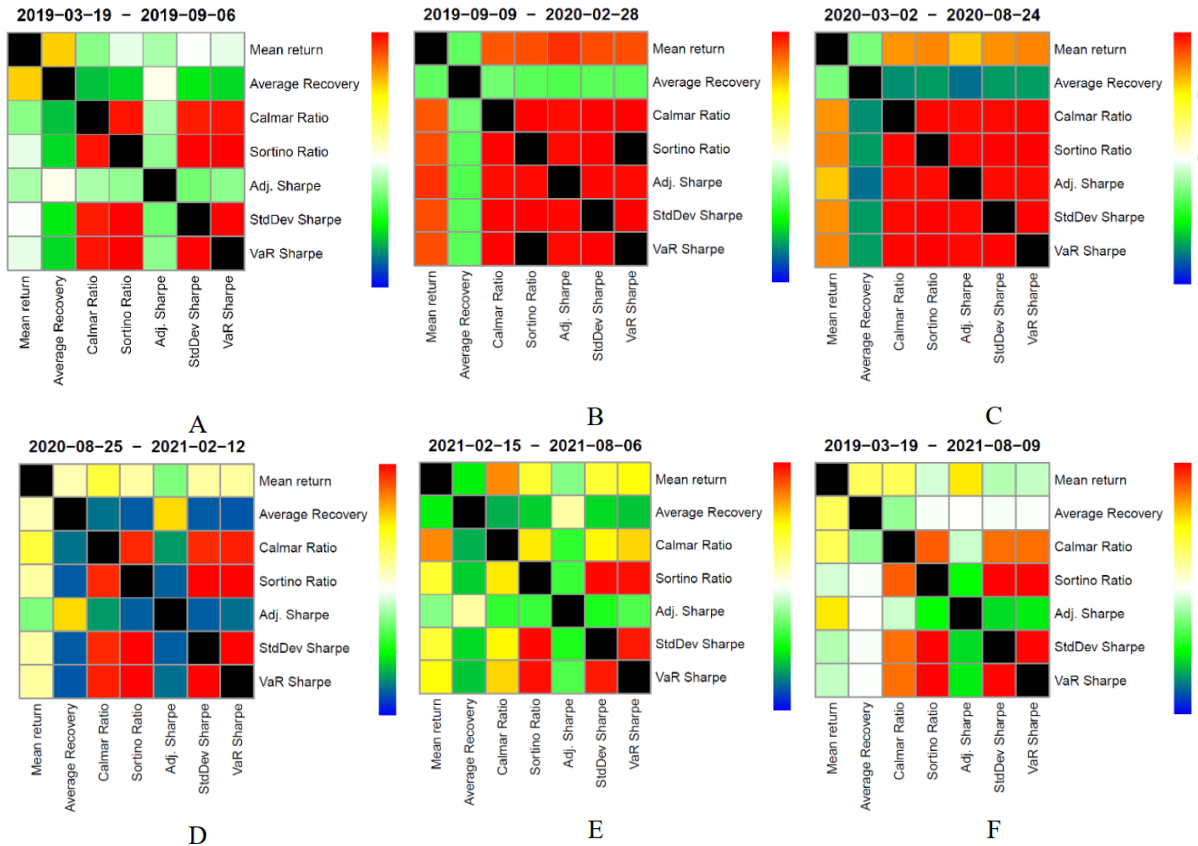 2019-03-19 - 2019-09-06
Mean return
Average Recovery
Calmar Ratio
Sortino Ratio
Adj. Sharpe
StdDev Sharpe
VaR Sharpe
Mean return
Average Recovery
Calmar Ratio
Sortino Ratio
Adj. Sharpe
StdDev Sharpe
VaR Sharpe
A
2019-09-09 - 2020-02-28
Mean return
Average Recovery
Calmar Ratio
Sortino Ratio
Adj. Sharpe
StdDev Sharpe
VaR Sharpe
Mean return
Average Recovery
Calmar Ratio
Sortino Ratio
Adj. Sharpe
StdDev Sharpe
VaR Sharpe
B
2020-03-02 - 2020-08-24
Mean return
Average Recovery
Calmar Ratio
Sortino Ratio
Adj. Sharpe
StdDev Sharpe
VaR Sharpe
Mean return
Average Recovery
Calmar Ratio
Sortino Ratio
Adj. Sharpe
StdDev Sharpe
VaR Sharpe
C
2020-08-25 - 2021-02-12
Mean return
Average Recovery
Calmar Ratio
Sortino Ratio
Adj. Sharpe
StdDev Sharpe
VaR Sharpe
Mean return
Average Recovery
Calmar Ratio
Sortino Ratio
Adj. Sharpe
StdDev Sharpe
VaR Sharpe
D
2021-02-15 - 2021-08-06
Mean return
Average Recovery
Calmar Ratio
Sortino Ratio
Adj. Sharpe
StdDev Sharpe
VaR Sharpe
Mean return
Average Recovery
Calmar Ratio
Sortino Ratio
Adj. Sharpe
StdDev Sharpe
VaR Sharpe
E
2019-03-19 - 2021-08-09
Mean return
Average Recovery
Calmar Ratio
Sortino Ratio
Adj. Sharpe
StdDev Sharpe
VaR Sharpe
Mean return
Average Recovery
Calmar Ratio
Sortino Ratio
Adj. Sharpe
StdDev Sharpe
VaR Sharpe
F